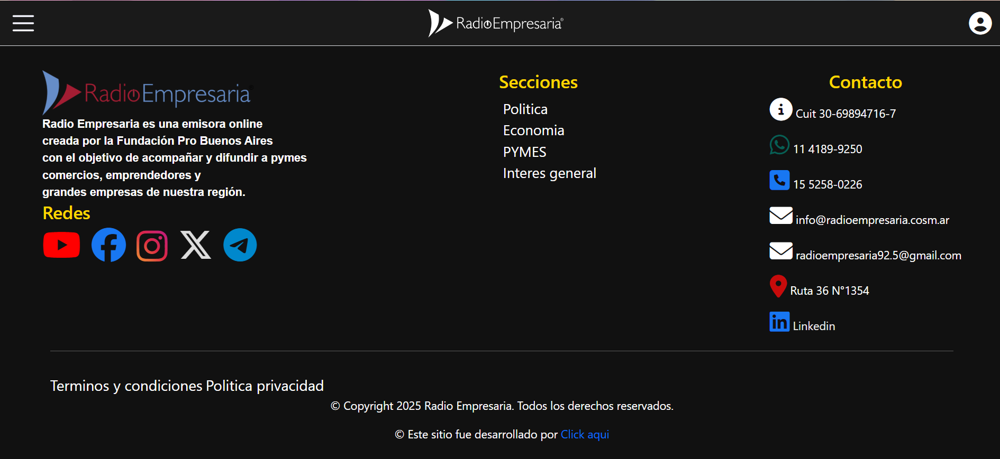 RadioEmpresaria®
RadioEmpresaria
Radio Empresaria es una emisora online
creada por la Fundación Pro Buenos Aires
con el objetivo de acompañar y difundir a pymes
comercios, emprendedores y
grandes empresas de nuestra región.
Redes
Secciones
Politica
Economia
PYMES
Interes general
Contacto
Cuit 30-69894716-7
11 4189-9250
15 5258-0226
info@radioempresaria.cosm.ar
radioempresaria92.5@gmail.com
Ruta 36 N°1354
Linkedin
Terminos y condiciones Politica privacidad
© Copyright 2025 Radio Empresaria. Todos los derechos reservados.
© Este sitio fue desarrollado por Click aqui